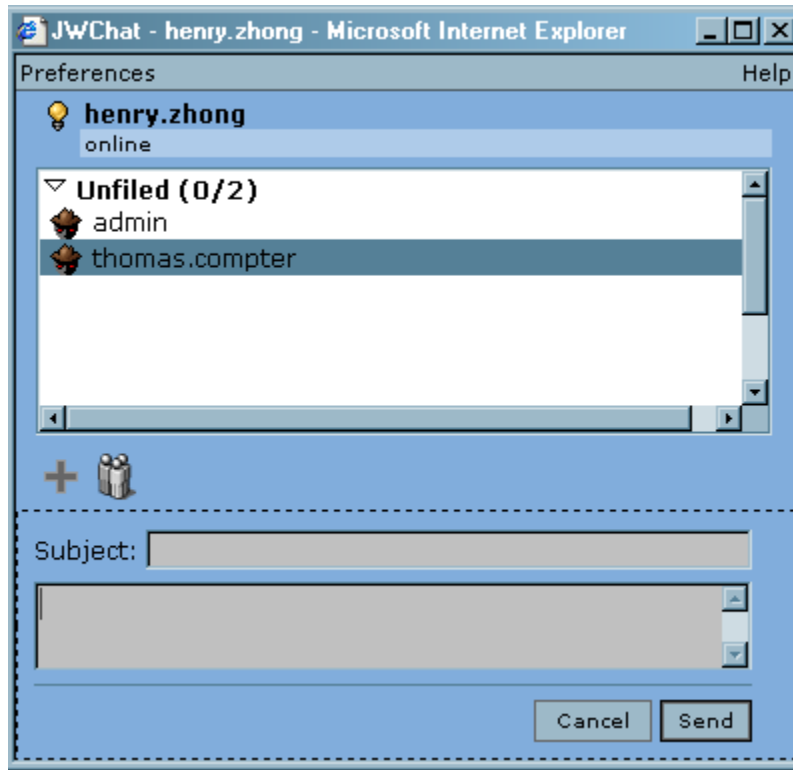 JWChat - henry.zhong - Microsoft Internet Explorer
Preferences Help
henry.zhong
online
Unfiled (0/2)
admin
thomas.compter
Subject:
Cancel Send